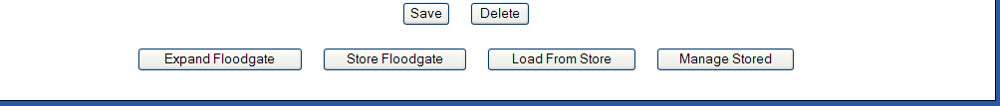 Save Delete
Expand Floodgate Store Floodgate Load From Store Manage Stored